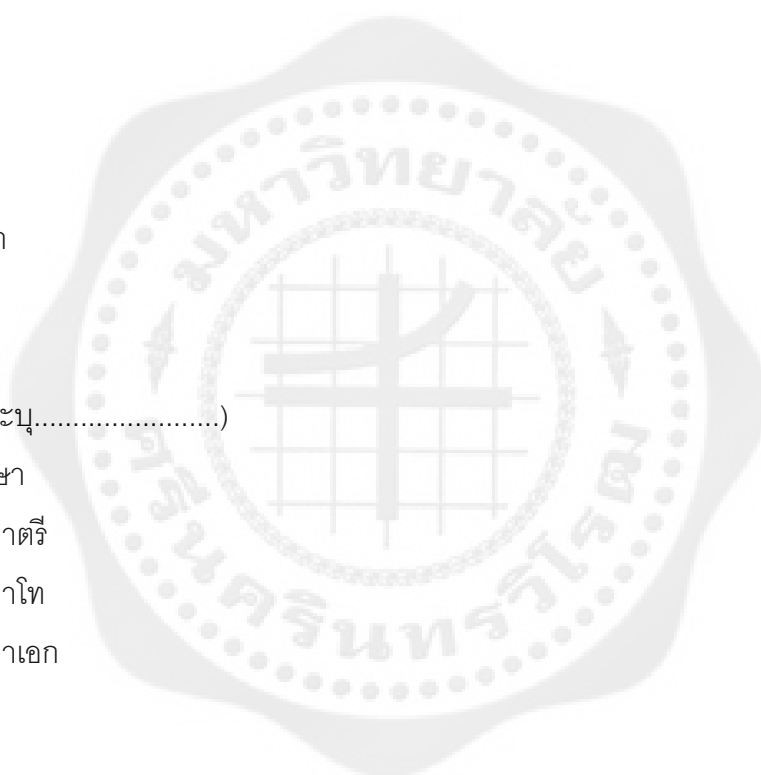 มหาวิทยาลัย
า
ะบุ........................)
ษา
าตรี
าโท
าเอก
ศรีนครินทรวิโรฒ